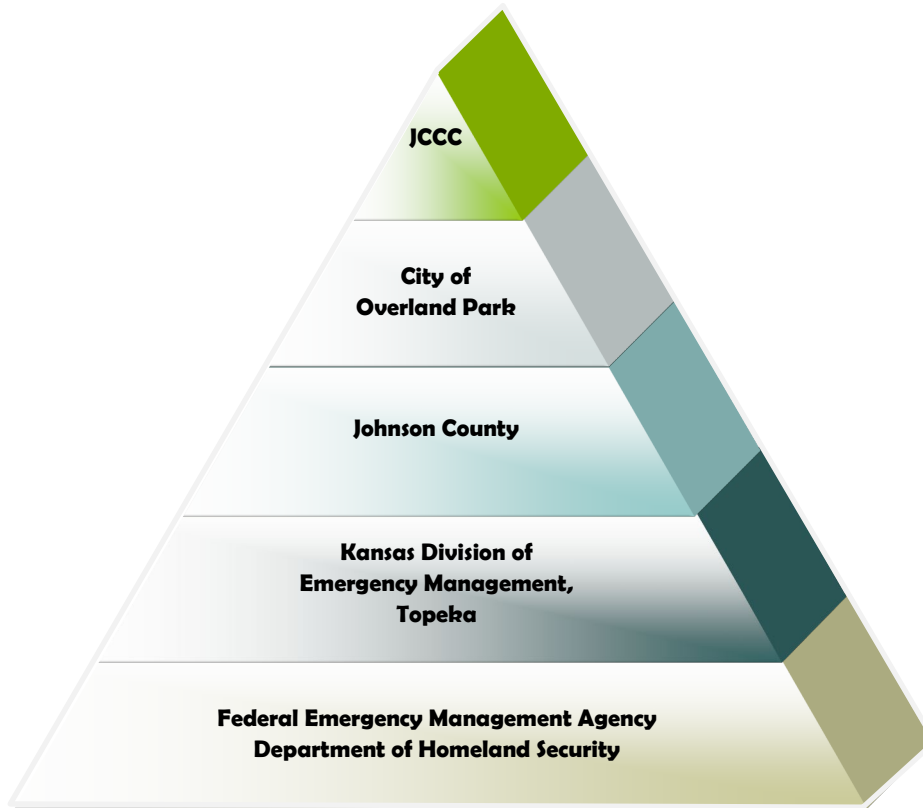 JCCC
City of
Overland Park
Johnson County
Kansas Division of
Emergency Management,
Topeka
Federal Emergency Management Agency
Department of Homeland Security